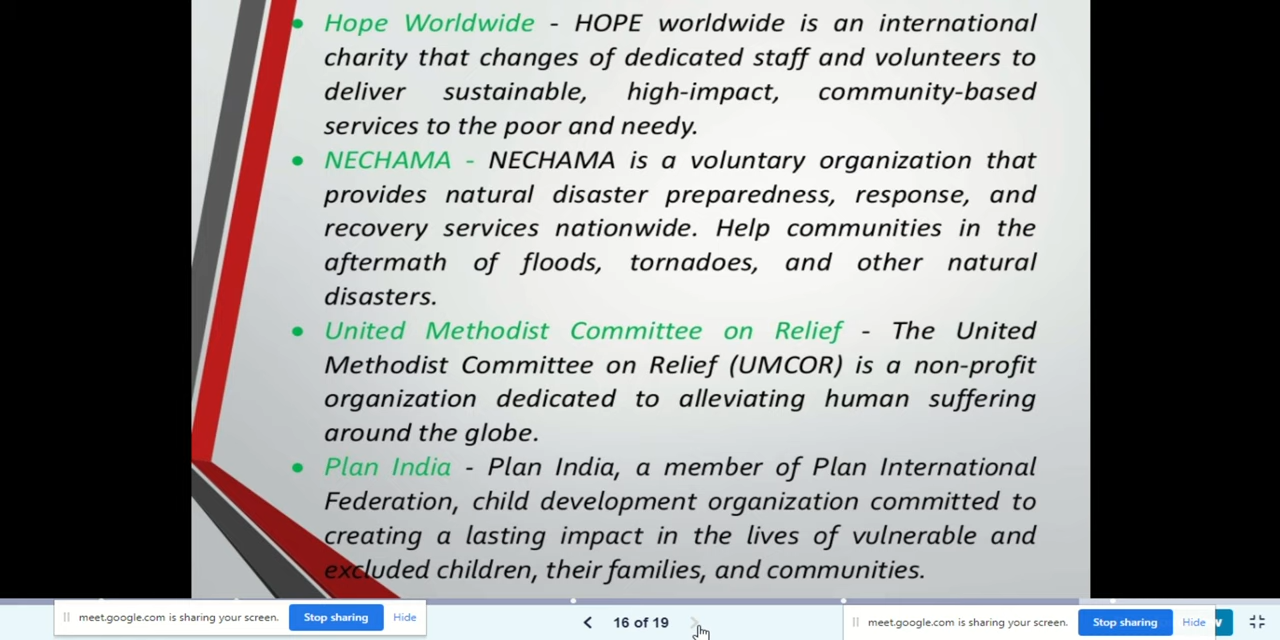 Hope Worldwide - HOPE worldwide is an international
charity that changes of dedicated staff and volunteers to
deliver sustainable, high-impact, community-based
services to the poor and needy.
NECHAMA - NECHAMA is a voluntary organization that
provides natural disaster preparedness, response, and
recovery services nationwide. Help communities in the
aftermath of floods, tornadoes, and other natural
disasters.
United Methodist Committee on Relief - The United
Methodist Committee on Relief (UMCOR) is a non-profit
organization dedicated to alleviating human suffering
around the globe.
Plan India - Plan India, a member of Plan International
Federation, child development organization committed to
creating a lasting impact in the lives of vulnerable and
excluded children, their families, and communities.
meet.google.com is sharing your screen. Stop sharing Hide
16 of 19
meet.google.com is sharing your screen. Stop sharing Hide